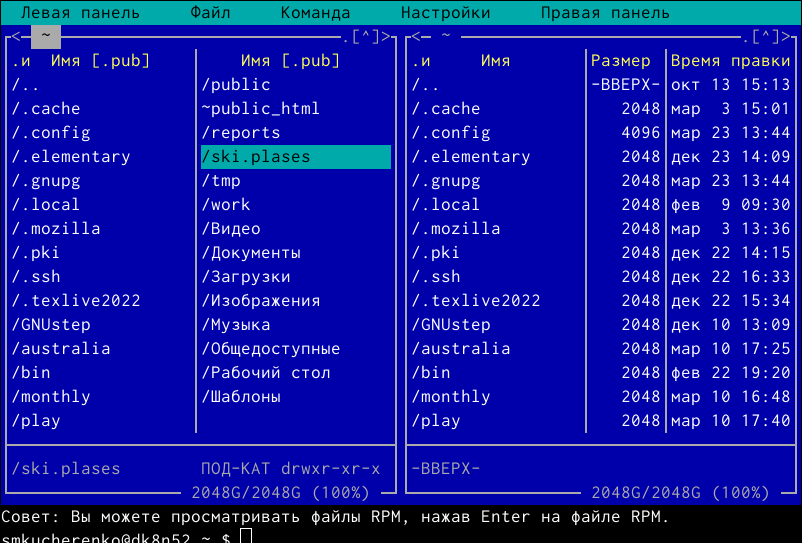 Левая панель Файл Команда Настройки Правая панель
<─ ~ .[^]> <─ ~ .[^]>
.и Имя [.pub] Имя [.pub] .и Имя Размер Время правки
/.. /public /.. -ВВЕРХ- окт 13 15:13
/.cache ~public_html /.cache 2048 мар 3 15:01
/.config /reports /.config 4096 мар 23 13:44
/.elementary /ski.plases /.elementary 2048 дек 23 14:09
/.gnupg /tmp /.gnupg 2048 мар 23 13:44
/.local /work /.local 2048 фев 9 09:30
/.mozilla /Видео /.mozilla 2048 мар 3 13:36
/.pki /Документы /.pki 2048 дек 22 14:15
/.ssh /Загрузки /.ssh 2048 дек 22 16:33
/.texlive2022 /Изображения /.texlive2022 2048 дек 22 15:34
/GNUstep /Музыка /GNUstep 2048 дек 10 13:09
/australia /Общедоступные /australia 2048 мар 10 17:25
/bin /Рабочий стол /bin 2048 фев 22 19:20
/monthly /Шаблоны /monthly 2048 мар 10 16:48
/play /play 2048 мар 10 17:40
/ski.plases ПОД-КАТ drwxr-xr-x -ВВЕРХ-
2048G/2048G (100%) 2048G/2048G (100%)
Совет: Вы можете просматривать файлы RPM, нажав Enter на файле RPM.
smkucherenko@dk8n52 ~ $